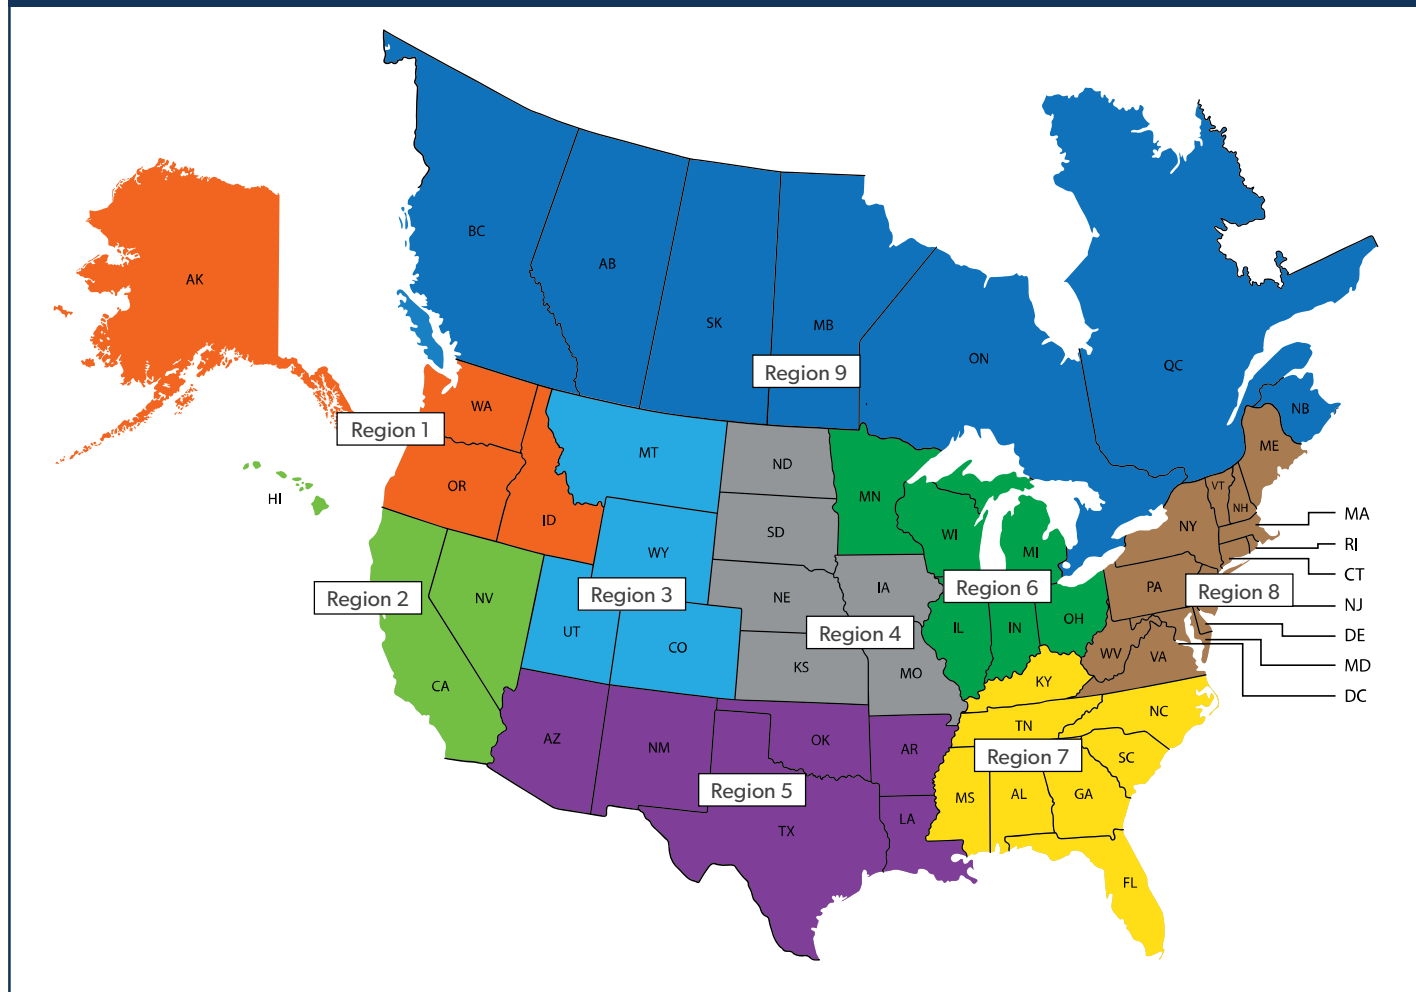 BC
AB
AK
SK
MB
ON
QC
Region 9
NB
WA
Region 1
ME
MT
ND
VT
OR
MN
HI
NH
ID
MA
NY
SD
WI
RI
WY
MI
CT
Region 6
PA
Region 8
IA
Region 3
NV
Region 2
NE
NJ
OH
IL
IN
UT
Region 4
DE
CO
WV
VA
KS
MD
MO
KY
CA
DC
NC
TN
AZ
OK
NM
AR
Region 7
SC
Region 5
MS
AL
GA
LA
TX
FL